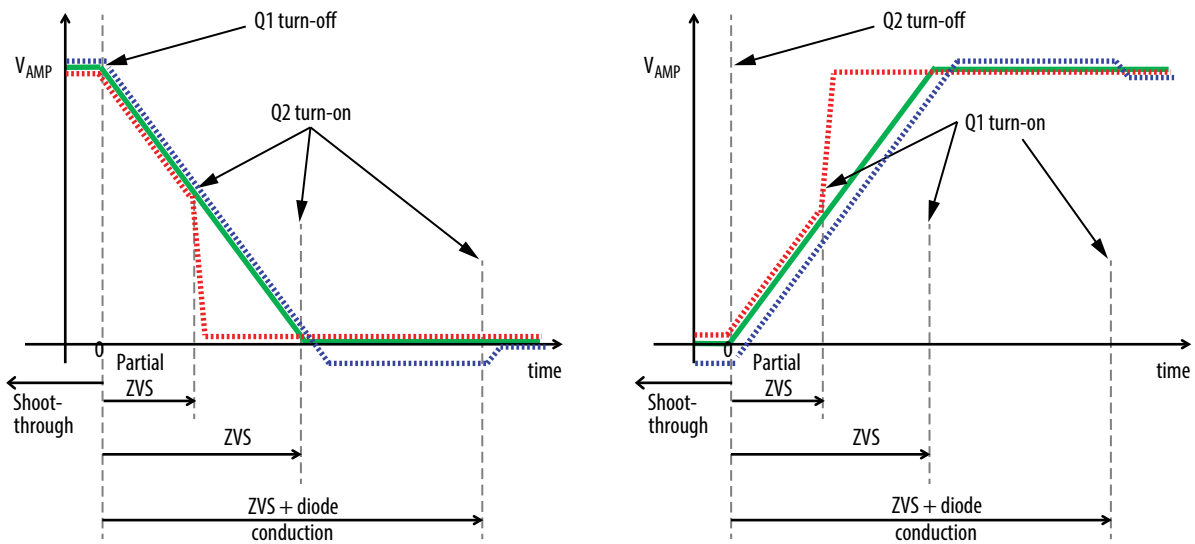 Q1 turn-off
V_AMP
Q2 turn-on
0
time
Partial
ZVS
Shoot-
through
ZVS
ZVS + diode
conduction
Q2 turn-off
V_AMP
Q1 turn-on
0
time
Partial
ZVS
Shoot-
through
ZVS
ZVS + diode
conduction